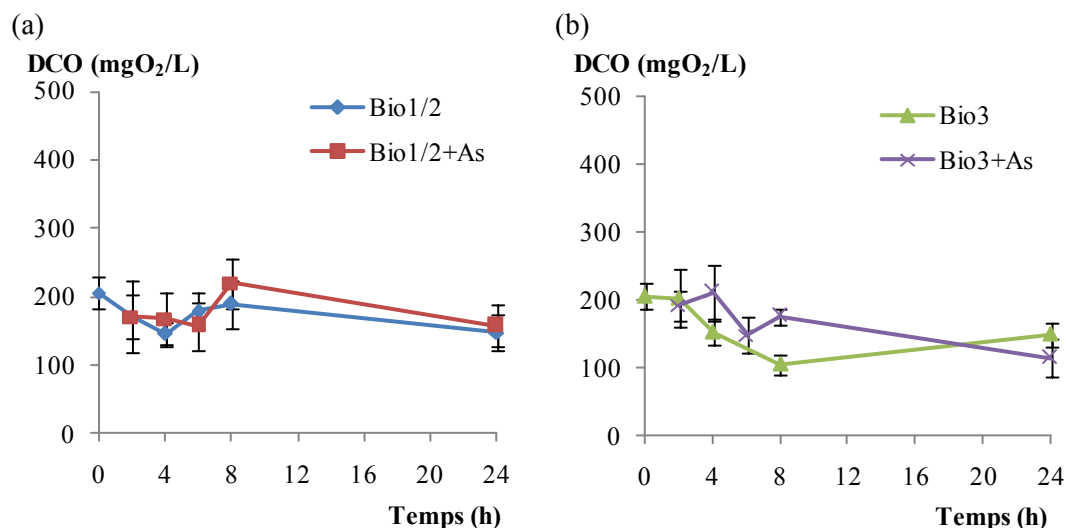 (a)
DCO (mgO₂/L)
500
400
300
200
100
0
0 4 8 12 16 20 24
Temps (h)
Bio1/2
Bio1/2+As
(b)
DCO (mgO₂/L)
500
400
300
200
100
0
0 4 8 12 16 20 24
Temps (h)
Bio3
Bio3+As